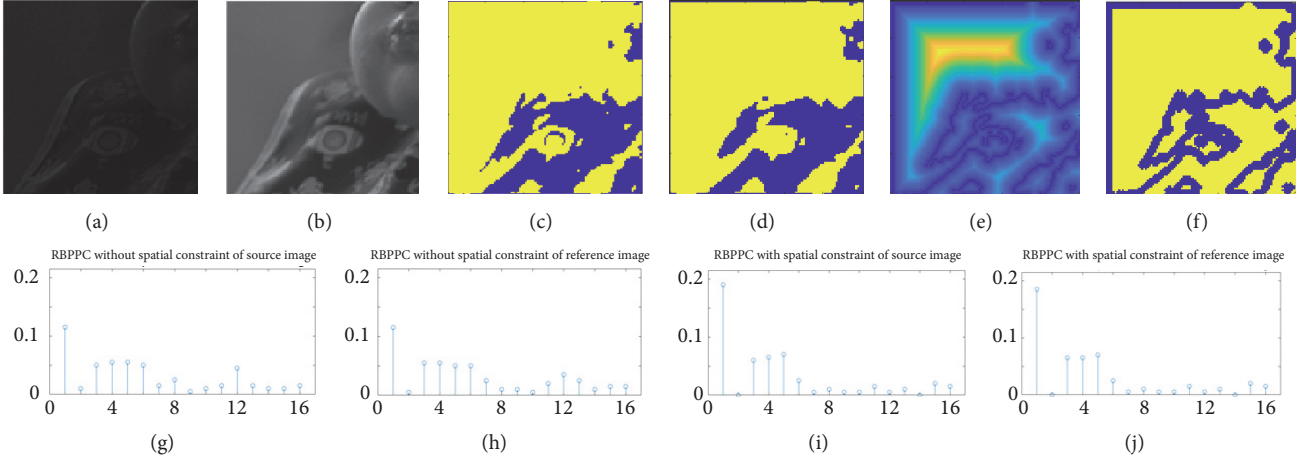 (a) (b) (c) (d) (e) (f)
RBPPC without spatial constraint of source image
0.2
0.1
0
0 4 8 12 16
(g)
RBPPC without spatial constraint of reference image
0.2
0.1
0
0 4 8 12 16
(h)
RBPPC with spatial constraint of source image
0.2
0.1
0
0 4 8 12 16
(i)
RBPPC with spatial constraint of reference image
0.2
0.1
0
0 4 8 12 16
(j)